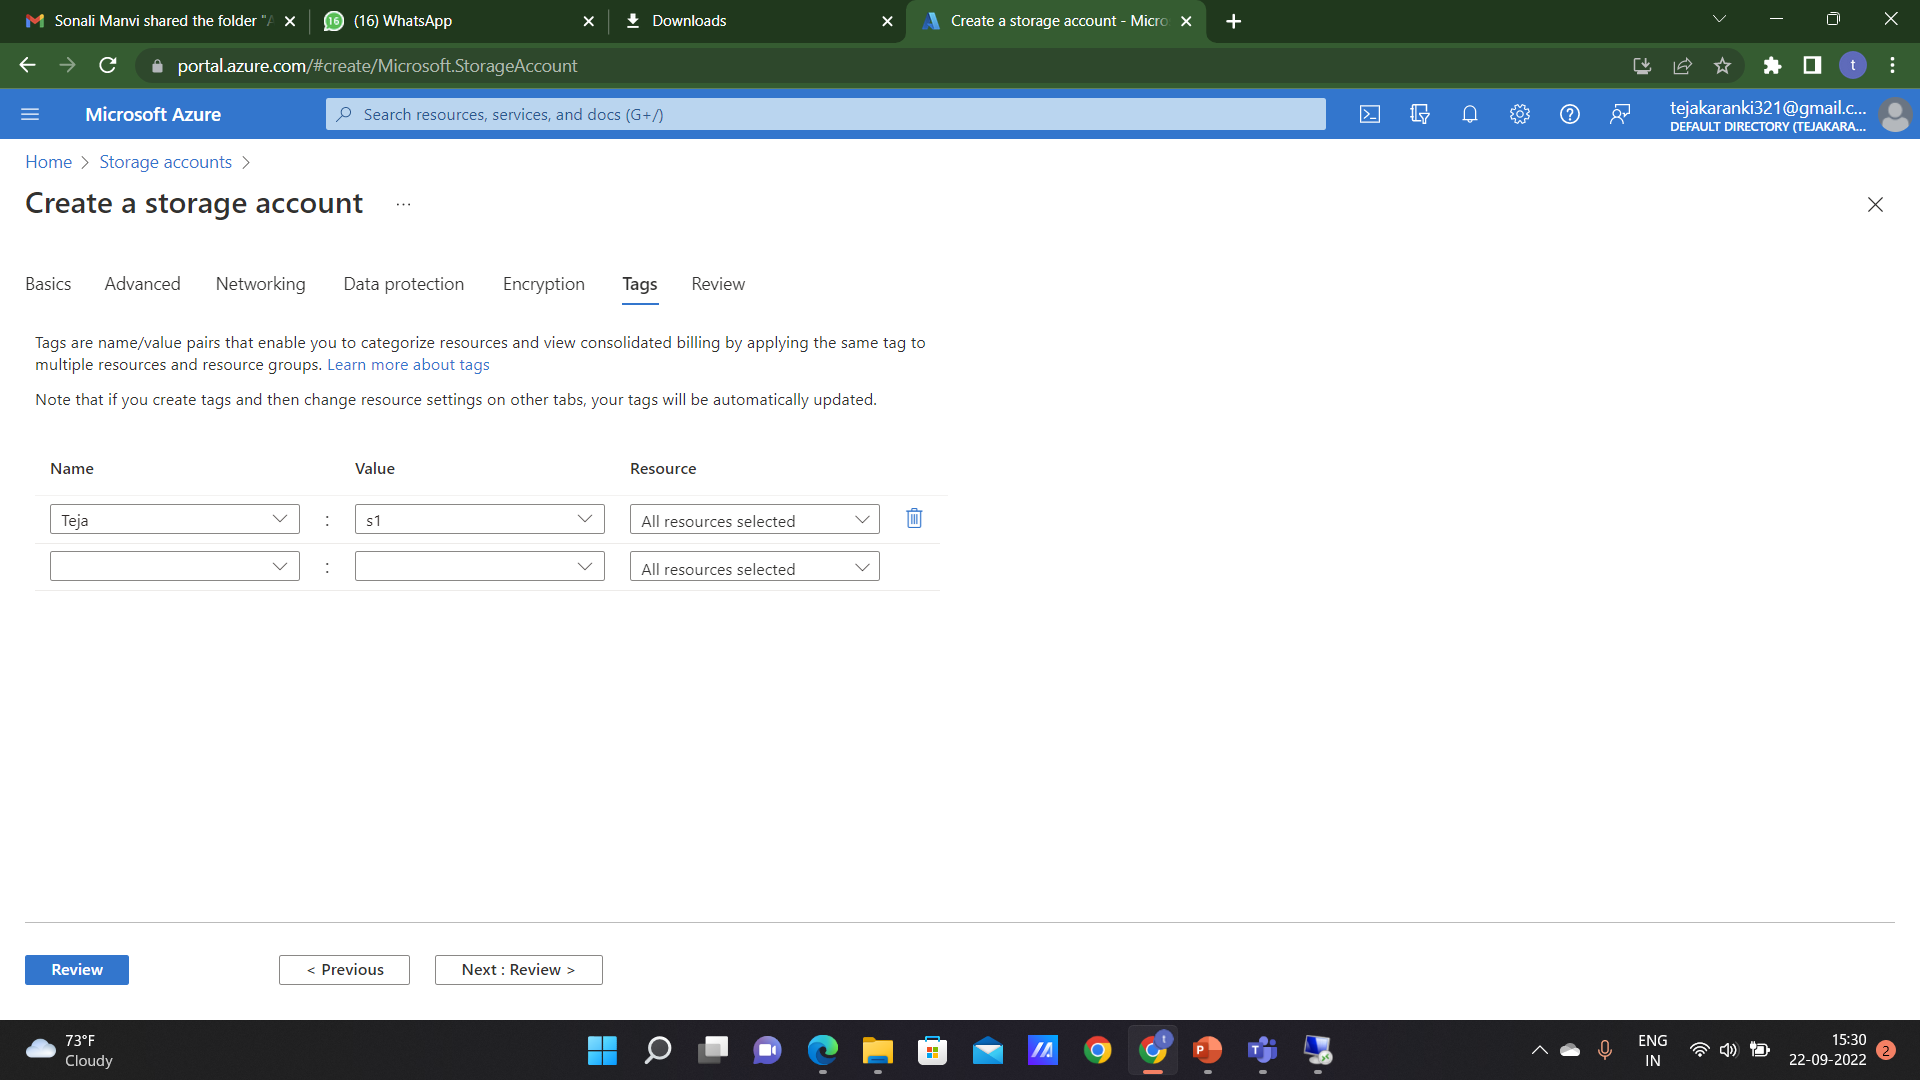 Sonali Manvi shared the folder "A
16
(16) WhatsApp
Downloads
Create a storage account - Micro
portal.azure.com/#create/Microsoft.StorageAccount
t
Microsoft Azure
Search resources, services, and docs (G+/)
tejakaranki321@gmail.c...
DEFAULT DIRECTORY (TEJAKARA...
Home > Storage accounts >
Create a storage account ...
Basics Advanced Networking Data protection Encryption Tags Review
Tags are name/value pairs that enable you to categorize resources and view consolidated billing by applying the same tag to
multiple resources and resource groups. Learn more about tags
Note that if you create tags and then change resource settings on other tabs, your tags will be automatically updated.
Name Value Resource
Teja : s1 All resources selected
: All resources selected
Review < Previous Next : Review >
73°F
Cloudy
t
P
T
ENG
IN
15:30
22-09-2022
2